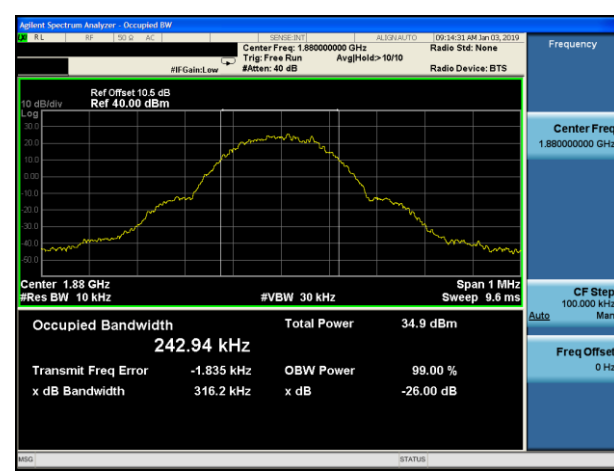 Agilent Spectrum Analyzer - Occupied BW
RL RF 50 Ω AC SENSE:INT ALIGNAUTO 09:14:31 AM Jan 03, 2019
Center Freq: 1.880000000 GHz Radio Std: None
Trig: Free Run Avg|Hold:> 10/10
#IFGain:Low #Atten: 40 dB Radio Device: BTS
Ref Offset 10.5 dB
10 dB/div Ref 40.00 dBm
Log
30.0
20.0
10.0
0.00
-10.0
-20.0
-30.0
-40.0
-50.0
Center 1.88 GHz Span 1 MHz
#Res BW 10 kHz #VBW 30 kHz Sweep 9.6 ms
Occupied Bandwidth Total Power 34.9 dBm
242.94 kHz
Transmit Freq Error -1.835 kHz OBW Power 99.00 %
x dB Bandwidth 316.2 kHz x dB -26.00 dB
MSG STATUS
Frequency
Center Freq
1.880000000 GHz
CF Step
100.000 kHz
Auto Man
Freq Offset
0 Hz